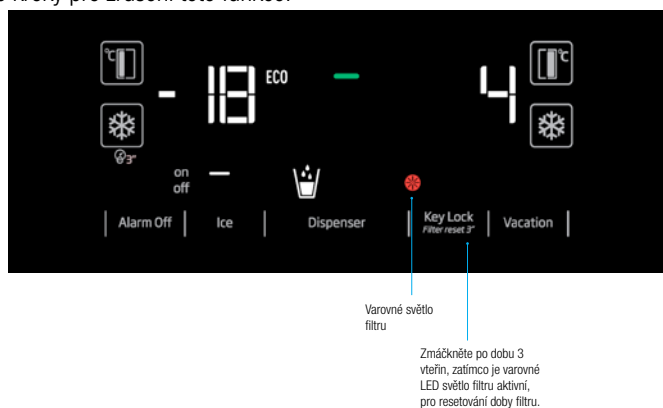 kroky pro zrušení této funkce.
°C
°C
- 18 ECO
4
3"
on
off
Alarm Off
Ice
Dispenser
Key Lock
Filter reset 3"
Vacation
Varovné světlo
filtru
Zmáčkněte po dobu 3
vteřin, zatímco je varovné
LED světlo filtru aktivní,
pro resetování doby filtru.